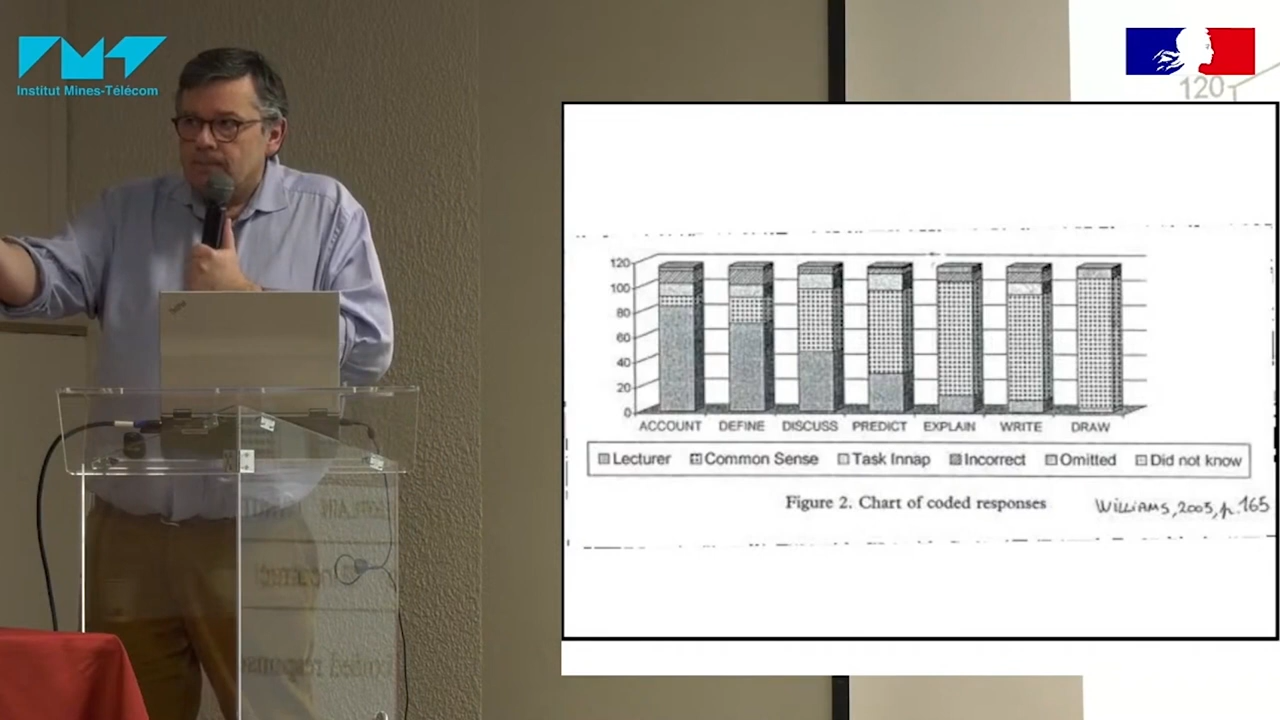 Institut Mines-Télécom
120
120
100
80
60
40
20
0
ACCOUNT DEFINE DISCUSS PREDICT EXPLAIN WRITE DRAW
Lecturer Common Sense Task Innap Incorrect Omitted Did not know
Figure 2. Chart of coded responses
WILLIAMS, 2005, p. 165